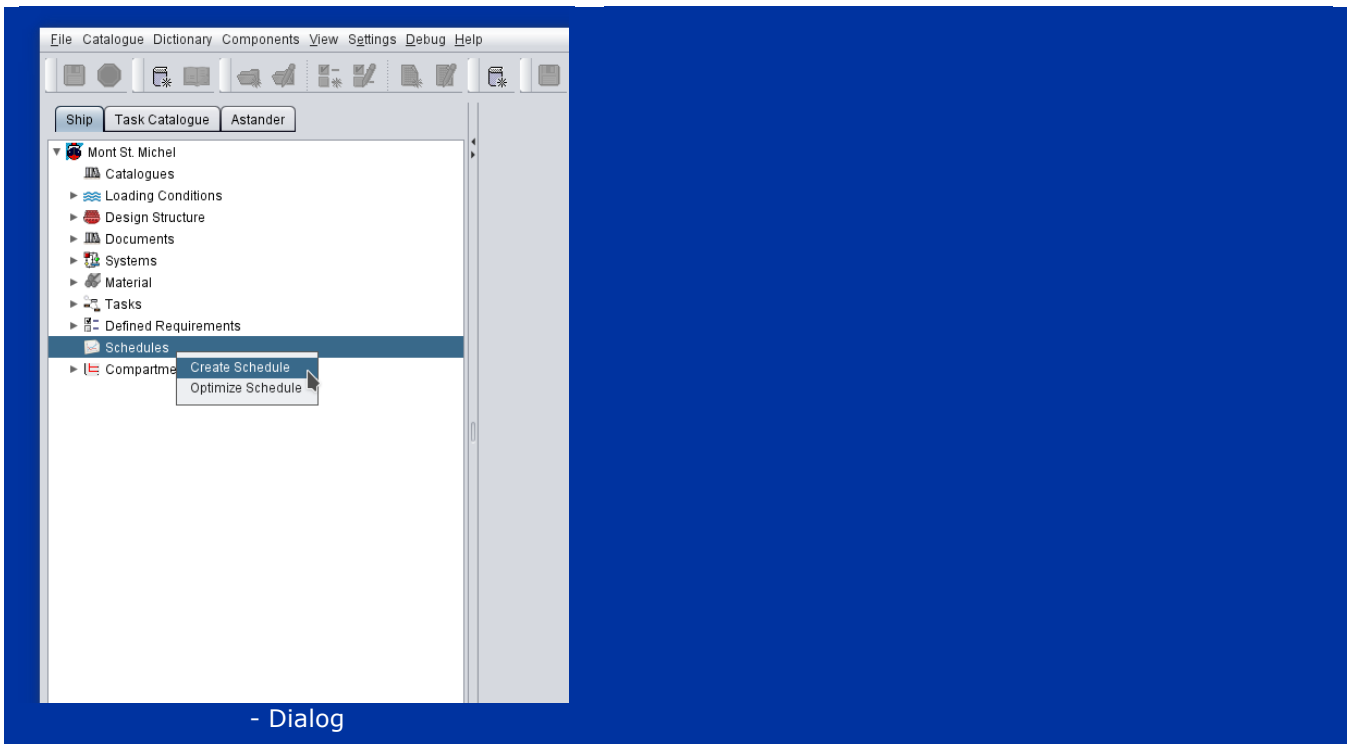 File Catalogue Dictionary Components View Settings Debug Help
Ship Task Catalogue Astander
Mont St. Michel
Catalogues
Loading Conditions
Design Structure
Documents
Systems
Material
Tasks
Defined Requirements
Schedules
Compartme Create Schedule
Optimize Schedule
- Dialog